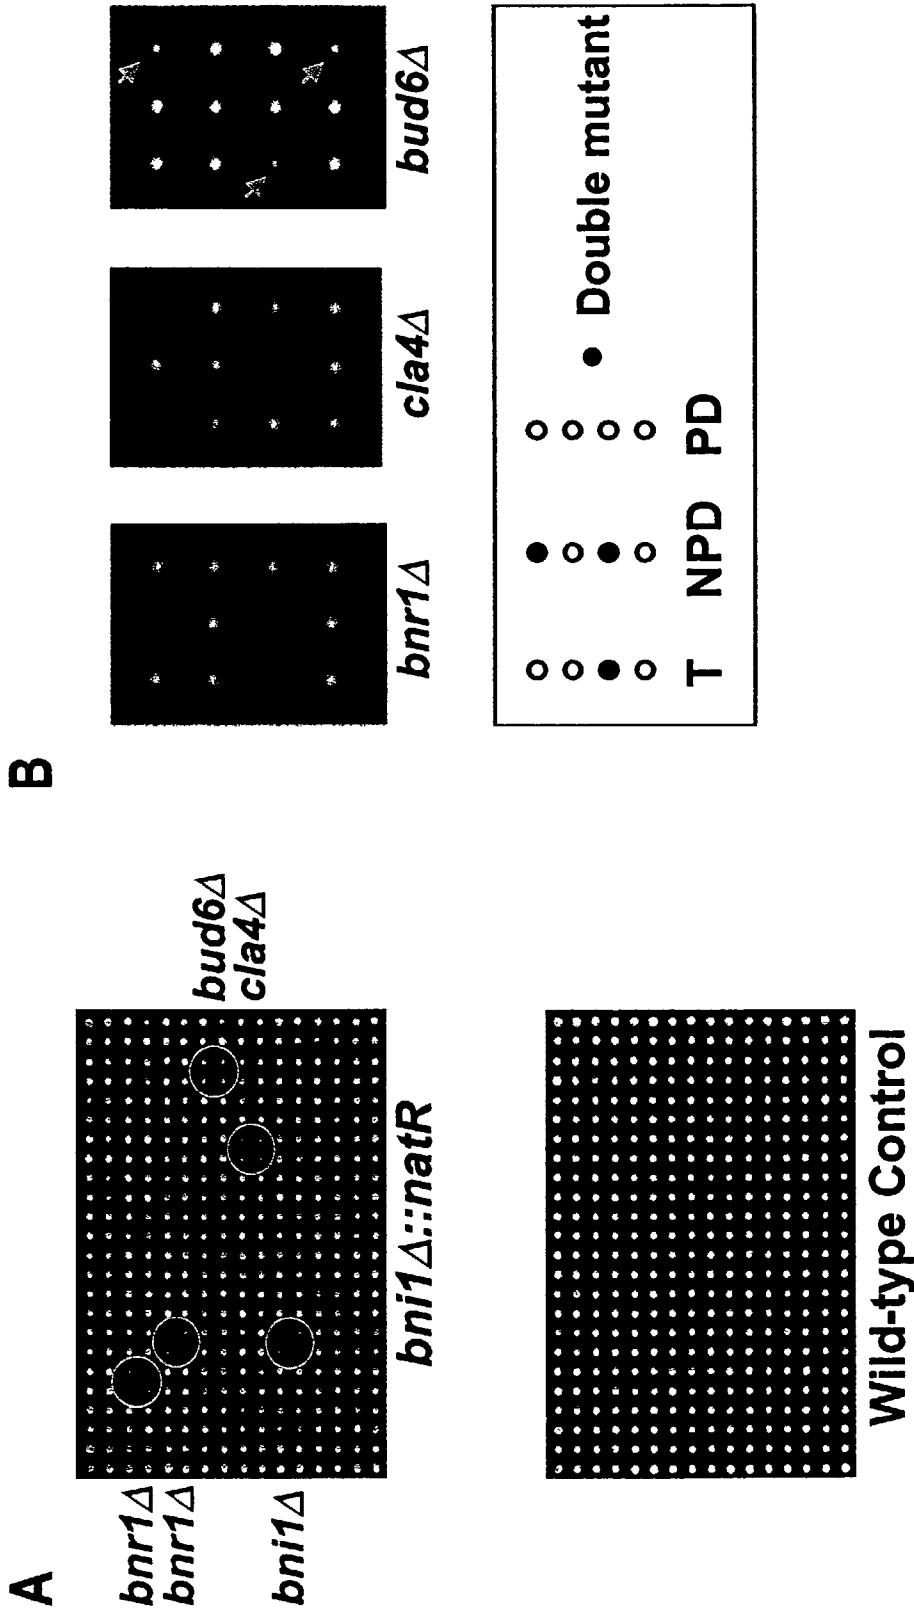 A
bnr1Δ
bnr1Δ
bni1Δ
bud6Δ
cla4Δ
bni1Δ::natR
Wild-type Control
B
bnr1Δ
cla4Δ
bud6Δ
T NPD PD
Double mutant